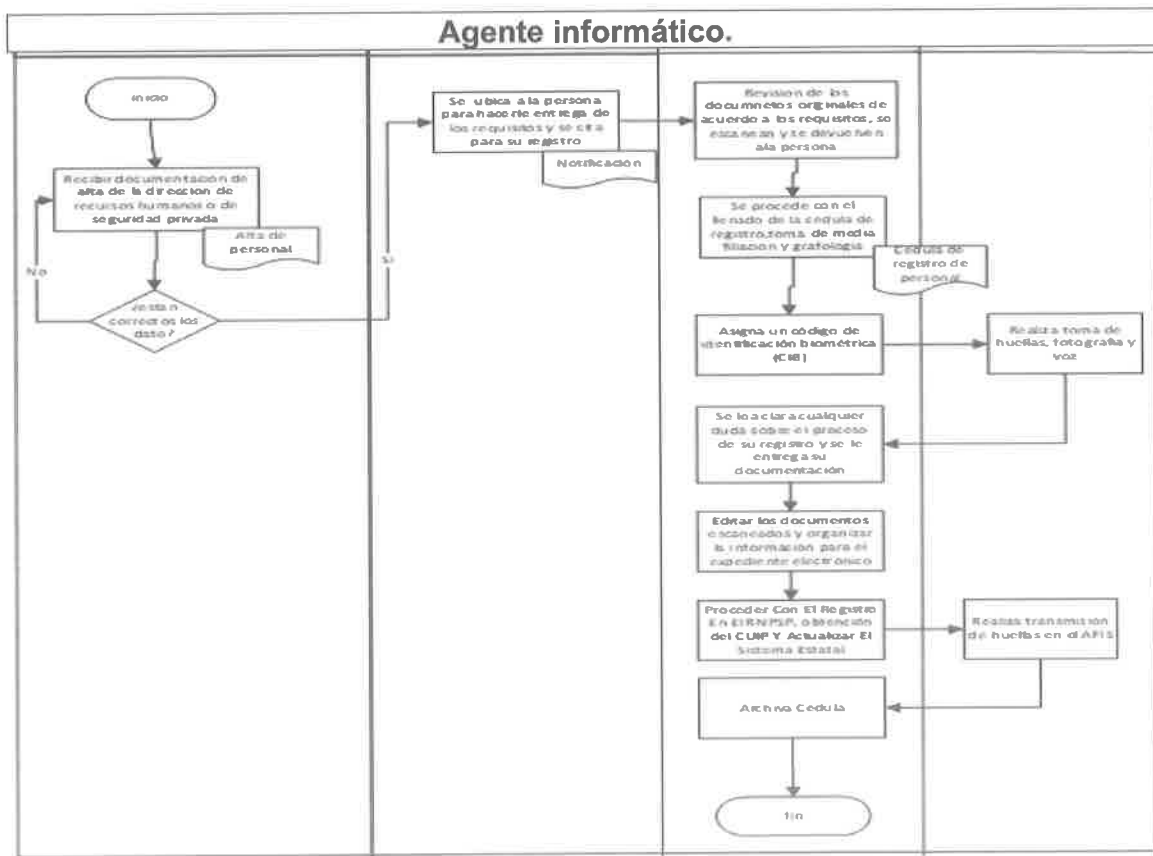 Agente informático.
Inicio
Recibir documentación de
alta de la dirección de
recursos humanos o de
seguridad privada
Alta de
personal
No
¿están
correctos los
dato?
Si
Se ubica a la persona
para hacerle entrega de
los requisitos y se cita
para su registro
Notificación
Revision de los
documnetos originales de
acuerdo a los requisitos, se
escanean y se devuelven
ala persona
Se procede con el
llenado de la cedula de
registro,toma de media
filiacion y grafologia
Cedula de
registro de
personal
Asigna un código de
identificación biométrica
(CIB)
Realiza toma de
huellas, fotografia y
voz
Se le aclara cualquier
duda sobre el proceso
de su registro y se le
entrega su
documentación
Editar los documentos
escaneados y organizar
la información para el
expediente electrónico
Proceder Con El Registro
En El RNPSP, obtención
del CUIP Y Actualizar El
Sistema Estatal
Realiza transmisión
de huellas en el AFIS
Archiva Cedula
Fin